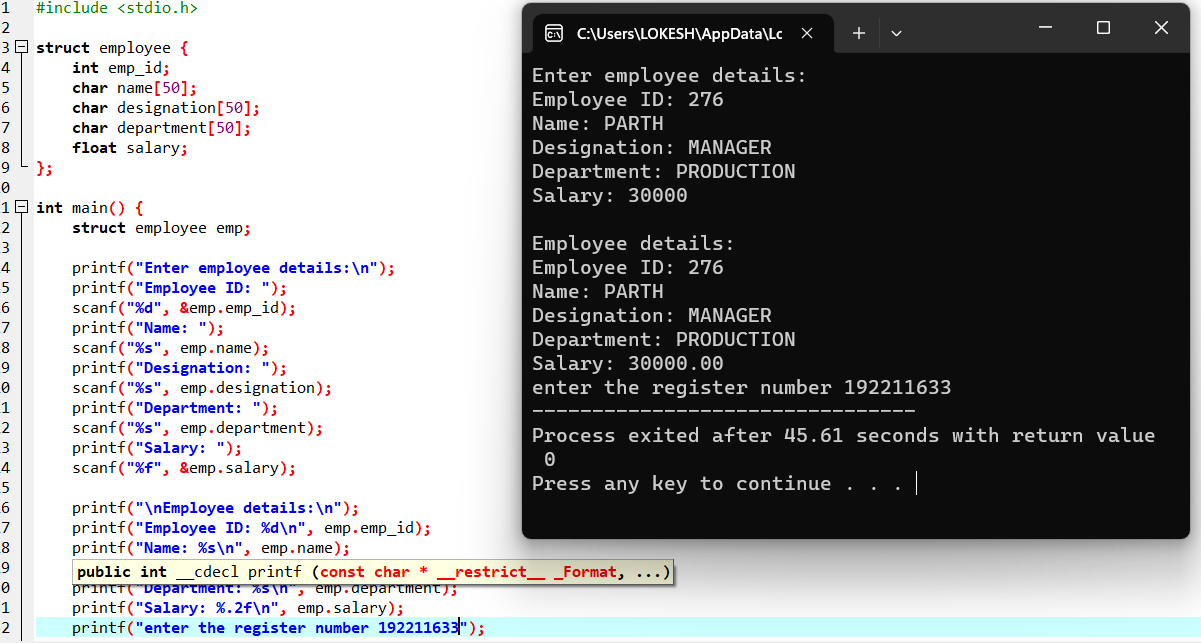 1 #include <stdio.h>
2
3 struct employee {
4 int emp_id;
5 char name[50];
6 char designation[50];
7 char department[50];
8 float salary;
9 };
0
1 int main() {
2 struct employee emp;
3
4 printf("Enter employee details:\n");
5 printf("Employee ID: ");
6 scanf("%d", &emp.emp_id);
7 printf("Name: ");
8 scanf("%s", emp.name);
9 printf("Designation: ");
0 scanf("%s", emp.designation);
1 printf("Department: ");
2 scanf("%s", emp.department);
3 printf("Salary: ");
4 scanf("%f", &emp.salary);
5
6 printf("\nEmployee details:\n");
7 printf("Employee ID: %d\n", emp.emp_id);
8 printf("Name: %s\n", emp.name);
9 public int __cdecl printf (const char * __restrict__ _Format, ...)
0 printf("Department: %s\n", emp.department);
1 printf("Salary: %.2f\n", emp.salary);
2 printf("enter the register number 192211633");
C:\Users\LOKESH\AppData\Lc
Enter employee details:
Employee ID: 276
Name: PARTH
Designation: MANAGER
Department: PRODUCTION
Salary: 30000
Employee details:
Employee ID: 276
Name: PARTH
Designation: MANAGER
Department: PRODUCTION
Salary: 30000.00
enter the register number 192211633
--------------------------------
Process exited after 45.61 seconds with return value
0
Press any key to continue . . .